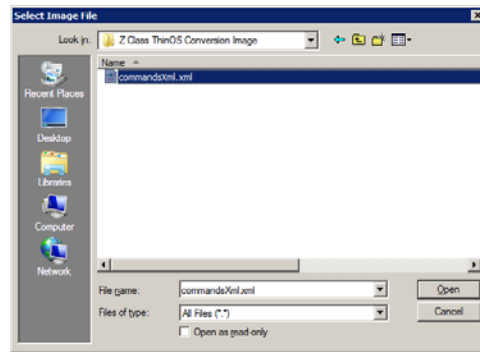 Select Image File
Look in:
Z Class ThinOS Conversion Image
Name
commandsXml.xml
Recent Places
Desktop
Libraries
Computer
Network
File name:
commandsXml.xml
Open
Files of type:
All Files (*.*)
Cancel
Open as read-only